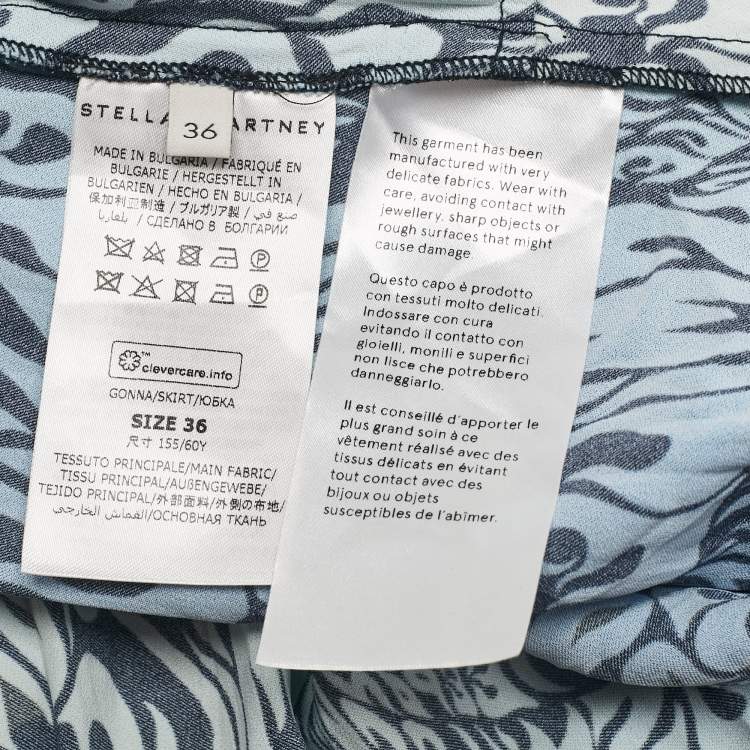 STELLA McCARTNEY
36
MADE IN BULGARIA / FABRIQUÉ EN
BULGARIE / HERGESTELLT IN
BULGARIEN / HECHO EN BULGARIA /
保加利亚制造 / ブルガリア製 / صنع في
بلغاريا / СДЕЛАНО В БОЛГАРИИ
clevercare.info
GONNA/SKIRT/ЮБКА
SIZE 36
尺寸 155/60Y
TESSUTO PRINCIPALE/MAIN FABRIC/
TISSU PRINCIPAL/AUßENGEWEBE/
TEJIDO PRINCIPAL/外部面料/外側の布地/
القماش الخارجي/ОСНОВНАЯ ТКАНЬ
This garment has been
manufactured with very
delicate fabrics. Wear with
care, avoiding contact with
jewellery, sharp objects or
rough surfaces that might
cause damage.
Questo capo è prodotto
con tessuti molto delicati.
Indossare con cura
evitando il contatto con
gioielli, monili e superfici
non lisce che potrebbero
danneggiarlo.
Il est conseillé d'apporter le
plus grand soin à ce
vêtement réalisé avec des
tissus délicats en évitant
tout contact avec des
bijoux ou objets
susceptibles de l'abîmer.